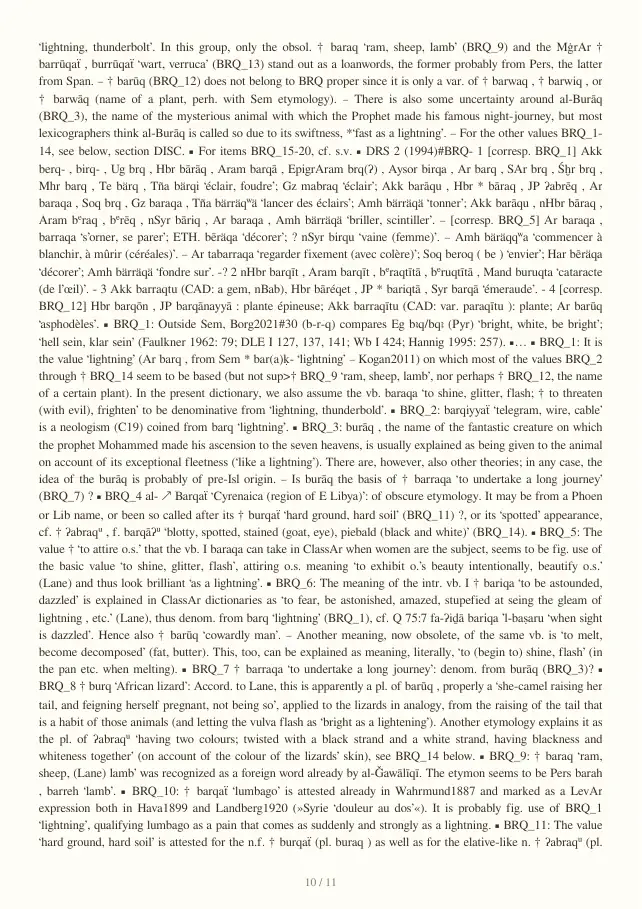 ‘lightning, thunderbolt’. In this group, only the obsol. † baraq ‘ram, sheep, lamb’ (BRQ_9) and the MġrAr †
barrūqaẗ , burrūqaẗ ‘wart, verruca’ (BRQ_13) stand out as a loanwords, the former probably from Pers, the latter
from Span. – † barūq (BRQ_12) does not belong to BRQ proper since it is only a var. of † barwaq , † barwiq , or
† barwāq (name of a plant, perh. with Sem etymology). – There is also some uncertainty around al-Burāq
(BRQ_3), the name of the mysterious animal with which the Prophet made his famous night-journey, but most
lexicographers think al-Burāq is called so due to its swiftness, *‘fast as a lightning’. – For the other values BRQ_1-
14, see below, section DISC. ▪ For items BRQ_15-20, cf. s.v. ▪ DRS 2 (1994)#BRQ- 1 [corresp. BRQ_1] Akk
berq- , birq- , Ug brq , Hbr bārāq , Aram barqā , EpigrAram brq(ʔ) , Aysor birqa , Ar barq , SAr brq , Śḥr brq ,
Mhr barq , Te bärq , Tña bärqi ‘éclair, foudre’; Gz mabraq ‘éclair’; Akk barāqu , Hbr * bāraq , JP ʔabrēq , Ar
baraqa , Soq brq , Gz baraqa , Tña bärräqʷä ‘lancer des éclairs’; Amh bärräqä ‘tonner’; Akk barāqu , nHbr bāraq ,
Aram bᵉraq , bᵉrēq , nSyr bāriq , Ar baraqa , Amh bärräqä ‘briller, scintiller’. – [corresp. BRQ_5] Ar baraqa ,
barraqa ‘s’orner, se parer’; ETH. bēräqa ‘décorer’; ? nSyr birqu ‘vaine (femme)’. – Amh bäräqqʷa ‘commencer à
blanchir, à mûrir (céréales)’. – Ar tabarraqa ‘regarder fixement (avec colère)’; Soq beroq ( be ) ‘envier’; Har bēräqa
‘décorer’; Amh bärräqä ‘fondre sur’. -? 2 nHbr barqīt , Aram barqīt , bᵉraqtītā , bᵉruqtītā , Mand buruqta ‘cataracte
(de l’œil)’. - 3 Akk barraqtu (CAD: a gem, nBab), Hbr bāréqet , JP * bariqtā , Syr barqā ‘émeraude’. - 4 [corresp.
BRQ_12] Hbr barqōn , JP barqānayyā : plante épineuse; Akk barraqītu (CAD: var. paraqītu ): plante; Ar barūq
‘asphodèles’. ▪ BRQ_1: Outside Sem, Borg2021#30 (b-r-q) compares Eg bꜣq/bqꜣ (Pyr) ‘bright, white, be bright’;
‘hell sein, klar sein’ (Faulkner 1962: 79; DLE I 127, 137, 141; Wb I 424; Hannig 1995: 257). ▪… ▪ BRQ_1: It is
the value ‘lightning’ (Ar barq , from Sem * bar(a)ḳ- ‘lightning’ – Kogan2011) on which most of the values BRQ_2
through † BRQ_14 seem to be based (but not sup>† BRQ_9 ‘ram, sheep, lamb’, nor perhaps † BRQ_12, the name
of a certain plant). In the present dictionary, we also assume the vb. baraqa ‘to shine, glitter, flash; † to threaten
(with evil), frighten’ to be denominative from ‘lightning, thunderbold’. ▪ BRQ_2: barqiyyaẗ ‘telegram, wire, cable’
is a neologism (C19) coined from barq ‘lightning’. ▪ BRQ_3: burāq , the name of the fantastic creature on which
the prophet Mohammed made his ascension to the seven heavens, is usually explained as being given to the animal
on account of its exceptional fleetness (‘like a lightning’). There are, however, also other theories; in any case, the
idea of the burāq is probably of pre-Isl origin. – Is burāq the basis of † barraqa ‘to undertake a long journey’
(BRQ_7) ? ▪ BRQ_4 al- ↗ Barqaẗ ‘Cyrenaica (region of E Libya)’: of obscure etymology. It may be from a Phoen
or Lib name, or been so called after its † burqaẗ ‘hard ground, hard soil’ (BRQ_11) ?, or its ‘spotted’ appearance,
cf. † ʔabraqᵘ , f. barqāʔᵘ ‘blotty, spotted, stained (goat, eye), piebald (black and white)’ (BRQ_14). ▪ BRQ_5: The
value † ‘to attire o.s.’ that the vb. I baraqa can take in ClassAr when women are the subject, seems to be fig. use of
the basic value ‘to shine, glitter, flash’, attiring o.s. meaning ‘to exhibit o.’s beauty intentionally, beautify o.s.’
(Lane) and thus look brilliant ‘as a lightning’. ▪ BRQ_6: The meaning of the intr. vb. I † bariqa ‘to be astounded,
dazzled’ is explained in ClassAr dictionaries as ‘to fear, be astonished, amazed, stupefied at seing the gleam of
lightning , etc.’ (Lane), thus denom. from barq ‘lightning’ (BRQ_1), cf. Q 75:7 fa-ʔiḏā bariqa ’l-baṣaru ‘when sight
is dazzled’. Hence also † barūq ‘cowardly man’. – Another meaning, now obsolete, of the same vb. is ‘to melt,
become decomposed’ (fat, butter). This, too, can be explained as meaning, literally, ‘to (begin to) shine, flash’ (in
the pan etc. when melting). ▪ BRQ_7 † barraqa ‘to undertake a long journey’: denom. from burāq (BRQ_3)? ▪
BRQ_8 † burq ‘African lizard’: Accord. to Lane, this is apparently a pl. of barūq , properly a ‘she-camel raising her
tail, and feigning herself pregnant, not being so’, applied to the lizards in analogy, from the raising of the tail that
is a habit of those animals (and letting the vulva flash as ‘bright as a lightening’). Another etymology explains it as
the pl. of ʔabraqᵘ ‘having two colours; twisted with a black strand and a white strand, having blackness and
whiteness together’ (on account of the colour of the lizards’ skin), see BRQ_14 below. ▪ BRQ_9: † baraq ‘ram,
sheep, (Lane) lamb’ was recognized as a foreign word already by al-Ǧawālīqī. The etymon seems to be Pers barah
, barreh ‘lamb’. ▪ BRQ_10: † barqaẗ ‘lumbago’ is attested already in Wahrmund1887 and marked as a LevAr
expression both in Hava1899 and Landberg1920 (»Syrie ‘douleur au dos’«). It is probably fig. use of BRQ_1
‘lightning’, qualifying lumbago as a pain that comes as suddenly and strongly as a lightning. ▪ BRQ_11: The value
‘hard ground, hard soil’ is attested for the n.f. † burqaẗ (pl. buraq ) as well as for the elative-like n. † ʔabraqᵘ (pl.
10 / 11